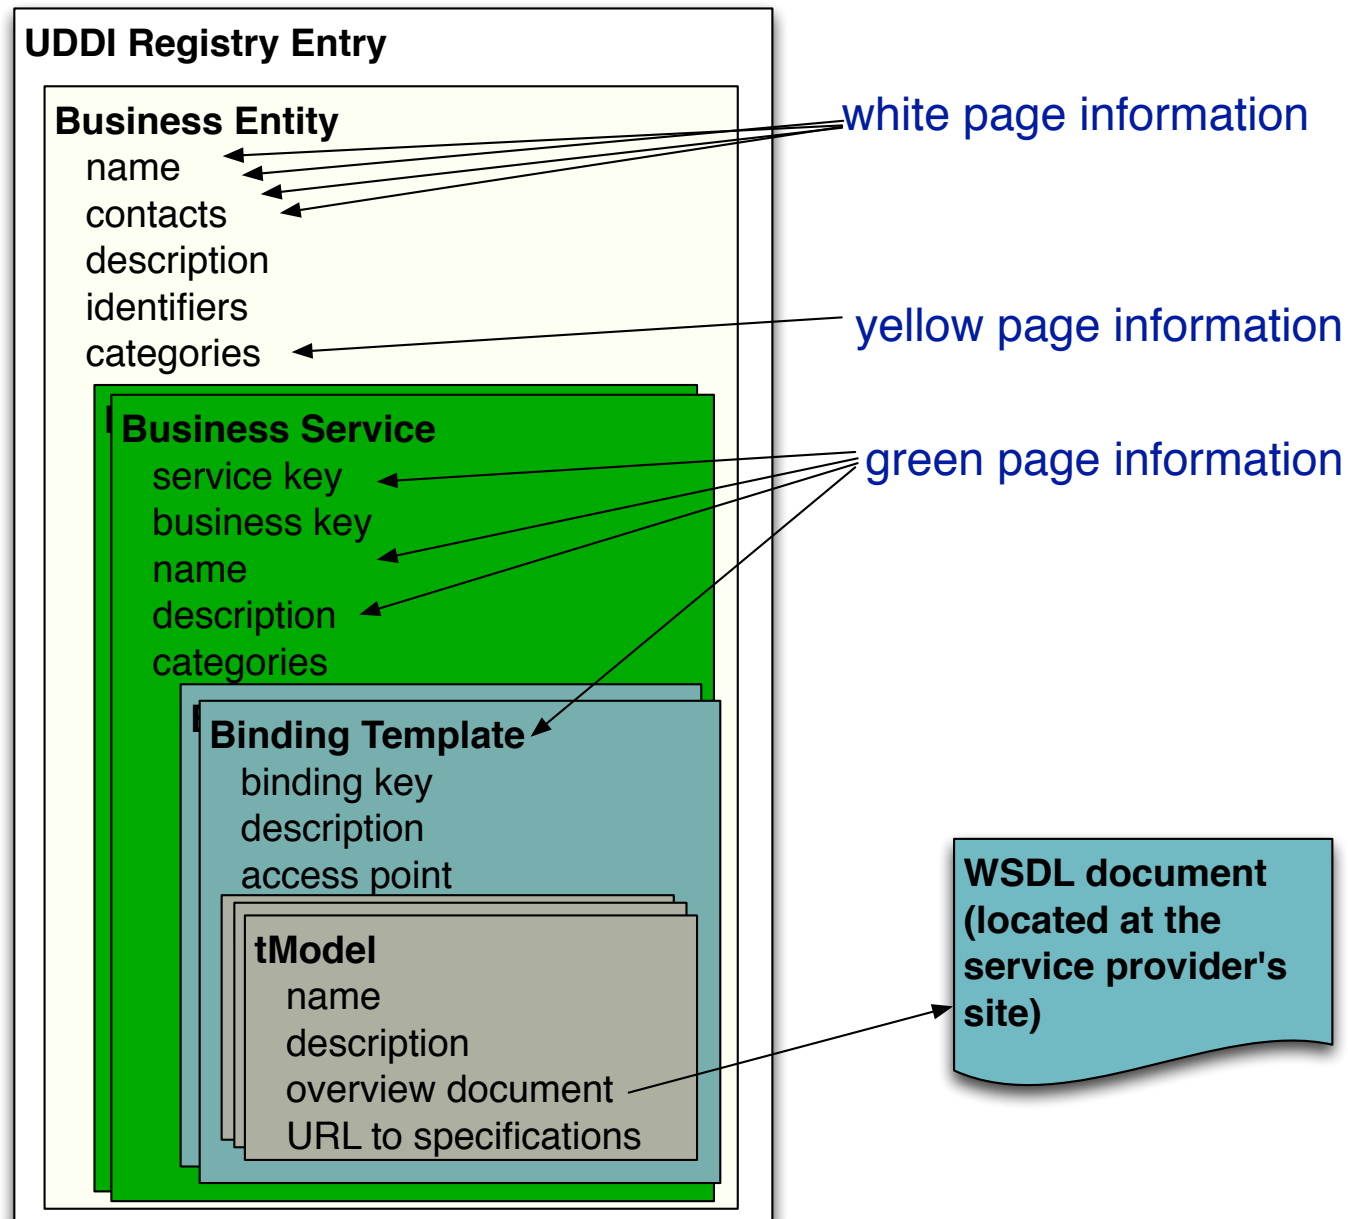 UDDI Registry Entry
Business Entity
name
contacts
description
identifiers
categories
white page information
yellow page information
Business Service
service key
business key
name
description
categories
green page information
Binding Template
binding key
description
access point
tModel
name
description
overview document
URL to specifications
WSDL document
(located at the
service provider's
site)